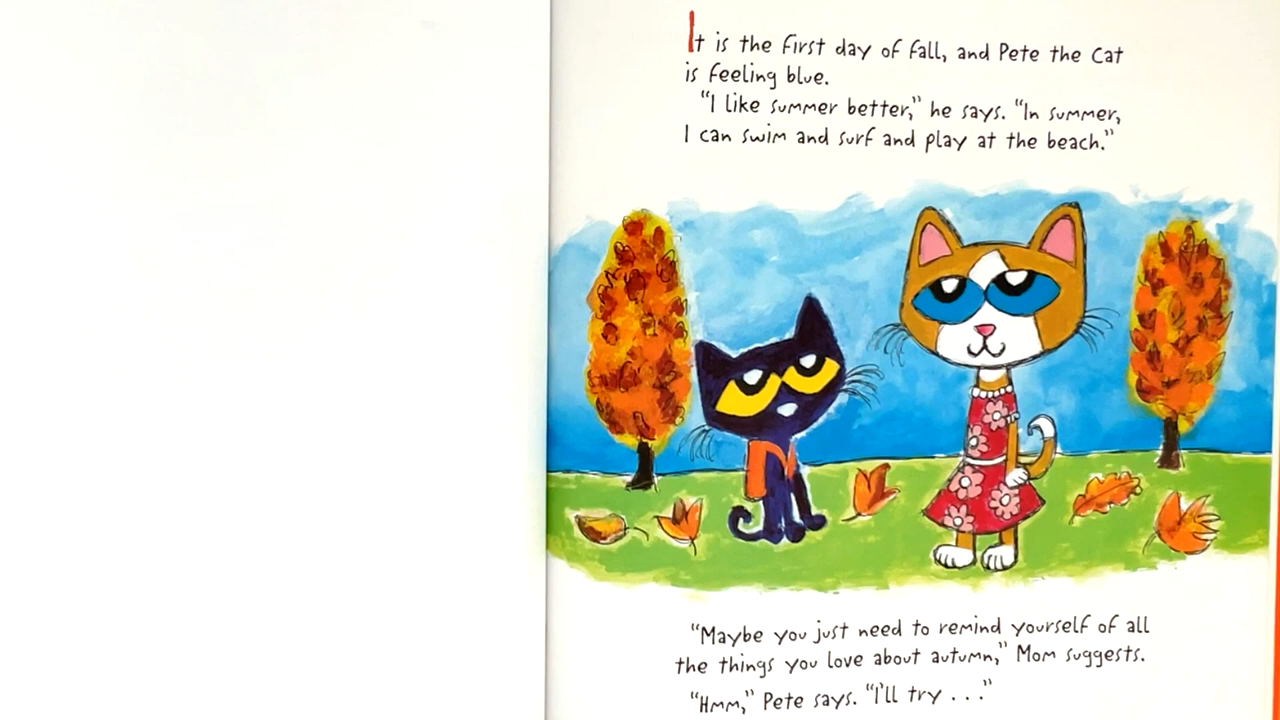 It is the first day of fall, and Pete the Cat
is feeling blue.
“I like summer better,” he says. “In summer,
I can swim and surf and play at the beach.”
“Maybe you just need to remind yourself of all
the things you love about autumn,” Mom suggests.
“Hmm,” Pete says. “I’ll try . . .”